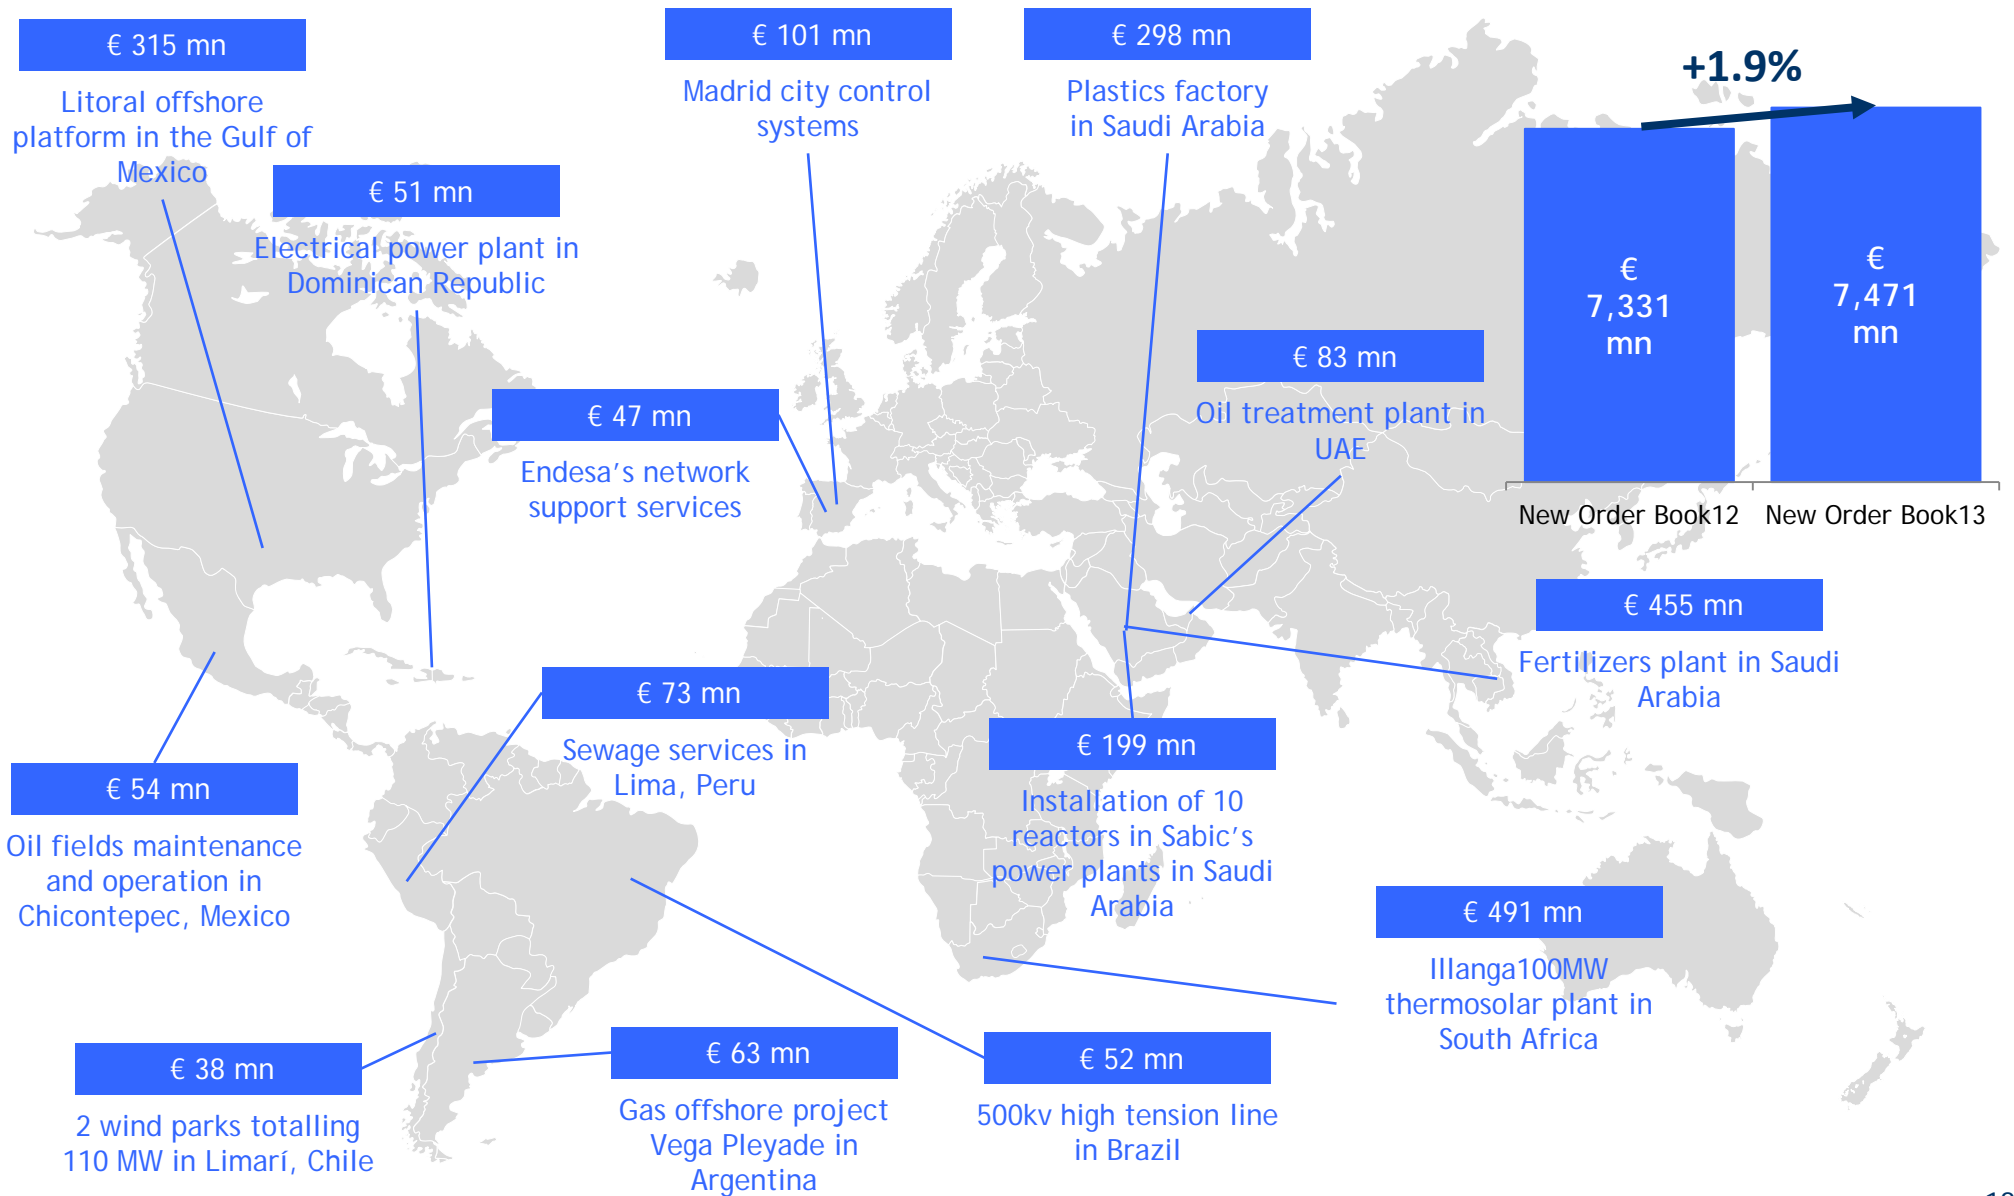 € 315 mn
Litoral offshore
platform in the Gulf of
Mexico
€ 51 mn
Electrical power plant in
Dominican Republic
€ 101 mn
Madrid city control
systems
€ 298 mn
Plastics factory
in Saudi Arabia
+1.9%
€
7,331
mn
€
7,471
mn
New Order Book12
New Order Book13
€ 47 mn
Endesa’s network
support services
€ 83 mn
Oil treatment plant in
UAE
€ 455 mn
Fertilizers plant in Saudi
Arabia
€ 73 mn
Sewage services in
Lima, Peru
€ 199 mn
Installation of 10
reactors in Sabic’s
power plants in Saudi
Arabia
€ 54 mn
Oil fields maintenance
and operation in
Chicontepec, Mexico
€ 491 mn
Illanga100MW
thermosolar plant in
South Africa
€ 38 mn
2 wind parks totalling
110 MW in Limarí, Chile
€ 63 mn
Gas offshore project
Vega Pleyade in
Argentina
€ 52 mn
500kv high tension line
in Brazil